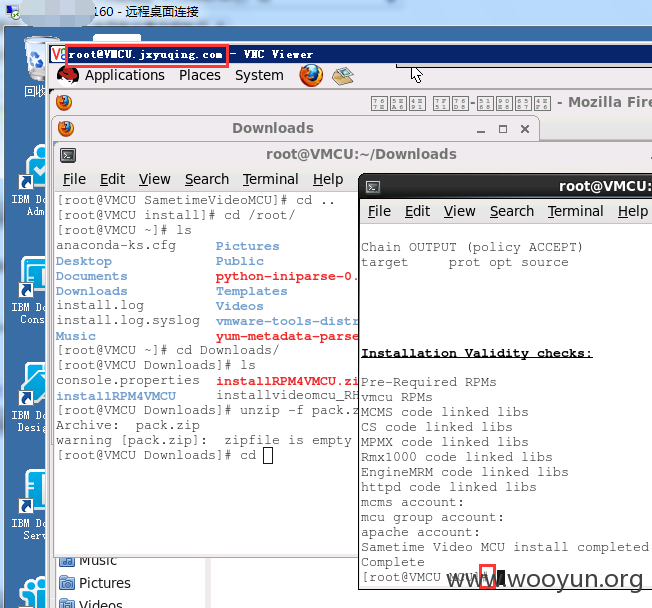 160 - 远程桌面连接
root@VMCU.jxyuqing.com - VNC Viewer
Applications Places System
回收
- Mozilla Fire
Downloads
root@VMCU:~/Downloads
File Edit View Search Terminal Help
[root@VMCU SametimeVideoMCU]# cd ..
[root@VMCU install]# cd /root/
[root@VMCU ~]# ls
anaconda-ks.cfg Pictures
Desktop Public
Documents python-iniparse-0.
Downloads Templates
install.log Videos
install.log.syslog vmware-tools-distr
Music yum-metadata-parse
[root@VMCU ~]# cd Downloads/
[root@VMCU Downloads]# ls
console.properties installRPM4VMCU.zi
installRPM4VMCU installvideomcu_RH
[root@VMCU Downloads]# unzip -f pack.z
Archive: pack.zip
warning [pack.zip]: zipfile is empty
[root@VMCU Downloads]# cd
root@VMCU:
File Edit View Search Terminal Help
Chain OUTPUT (policy ACCEPT)
target prot opt source
Installation Validity checks:
Pre-Required RPMs
vmcu RPMs
MCMS code linked libs
CS code linked libs
MPMX code linked libs
Rmx1000 code linked libs
EngineMRM code linked libs
httpd code linked libs
mcms account:
mcu group account:
apache account:
Sametime Video MCU install completed
Complete
[root@VMCU MCU]#
IBM Do
Adm
IBM Do
Cons
IBM Do
Desig
IBM Do
Serv
Music
Pictures
Videos
www.wooyun.org